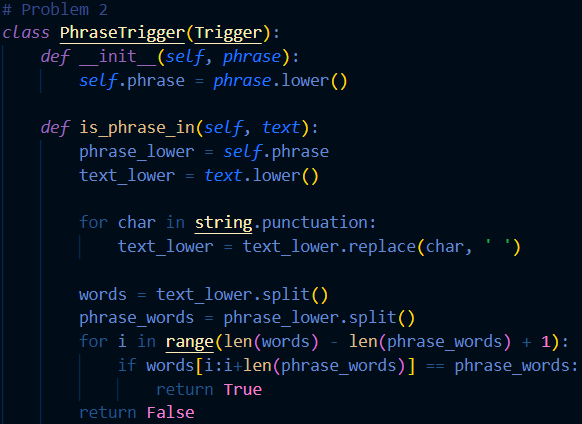 # Problem 2
class PhraseTrigger(Trigger):
    def __init__(self, phrase):
        self.phrase = phrase.lower()

    def is_phrase_in(self, text):
        phrase_lower = self.phrase
        text_lower = text.lower()

        for char in string.punctuation:
            text_lower = text_lower.replace(char, ' ')

        words = text_lower.split()
        phrase_words = phrase_lower.split()
        for i in range(len(words) - len(phrase_words) + 1):
            if words[i:i+len(phrase_words)] == phrase_words:
                return True
        return False